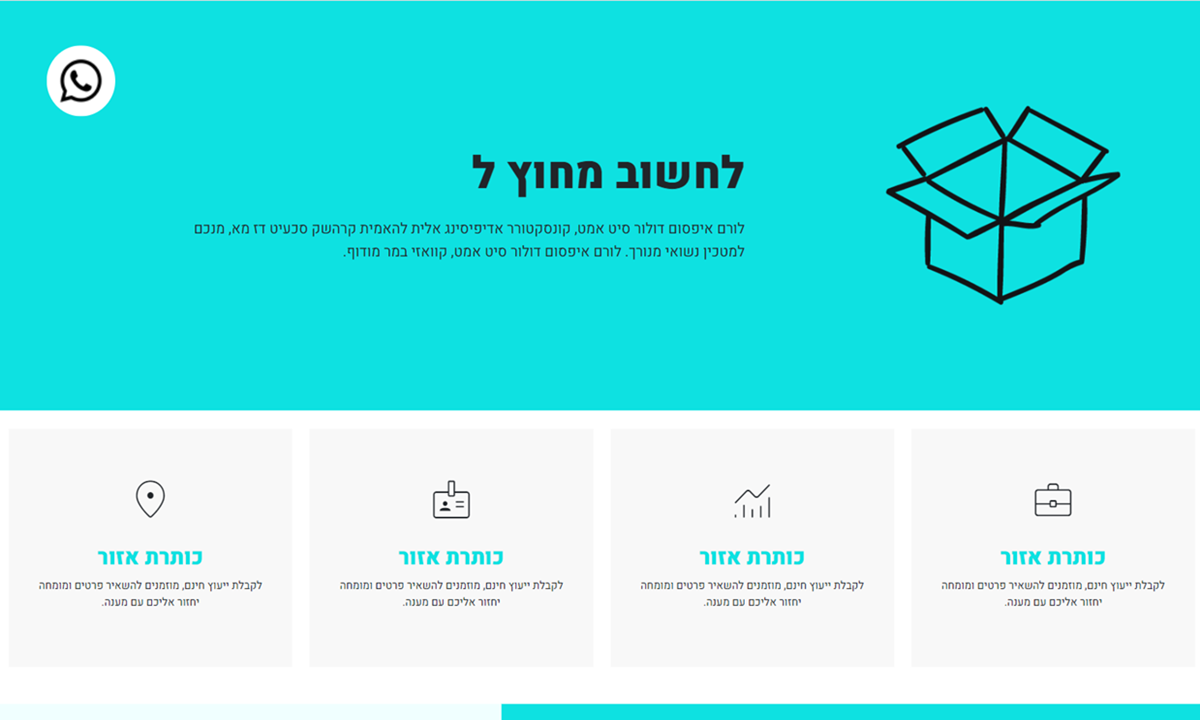 לחשוב מחוץ ל
לורם איפסום דולור סיט אמט, קונסקטורר אדיפיסינג אלית להאמית קרהשק סכעיט דז מא, מנכם
למטכין נשואי מנורך. לורם איפסום דולור סיט אמט, קוואזי במר מודוף.
כותרת אזור
לקבלת ייעוץ חינם, מוזמנים להשאיר פרטים ומומחה
יחזור אליכם עם מענה.
כותרת אזור
לקבלת ייעוץ חינם, מוזמנים להשאיר פרטים ומומחה
יחזור אליכם עם מענה.
כותרת אזור
לקבלת ייעוץ חינם, מוזמנים להשאיר פרטים ומומחה
יחזור אליכם עם מענה.
כותרת אזור
לקבלת ייעוץ חינם, מוזמנים להשאיר פרטים ומומחה
יחזור אליכם עם מענה.